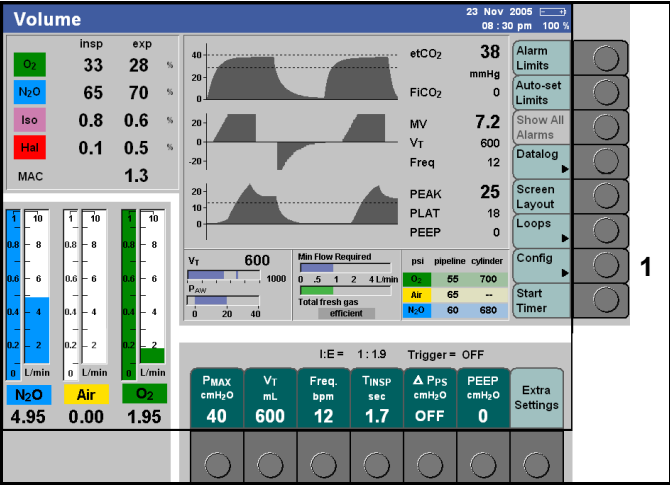 Volume
23 Nov 2005
08:30 pm 100 %
insp exp
O2 33 28 %
N2O 65 70 %
Iso 0.8 0.6 %
Hal 0.1 0.5 %
MAC 1.3
40
20
0
etCO2 38
mmHg
FiCO2 0
20
0
-20
MV 7.2
VT 600
Freq 12
20
0
PEAK 25
PLAT 18
PEEP 0
Alarm
Limits
Auto-set
Limits
Show All
Alarms
Datalog
Screen
Layout
Loops
Config
Start
Timer
1
1 10 1 10 1 10
0.8 8 0.8 8 0.8 8
0.6 6 0.6 6 0.6 6
0.4 4 0.4 4 0.4 4
0.2 2 0.2 2 0.2 2
0 L/min 0 L/min 0 L/min
N2O Air O2
4.95 0.00 1.95
VT 600
1000
PAW
0 20 40
Min Flow Required
0 .5 1 2 4 L/min
Total fresh gas
efficient
psi pipeline cylinder
O2 55 700
Air 65 --
N2O 60 680
I:E = 1 : 1.9 Trigger = OFF
PMAX
cmH2O
40
VT
mL
600
Freq.
bpm
12
TINSP
sec
1.7
Δ PPS
cmH2O
OFF
PEEP
cmH2O
0
Extra
Settings